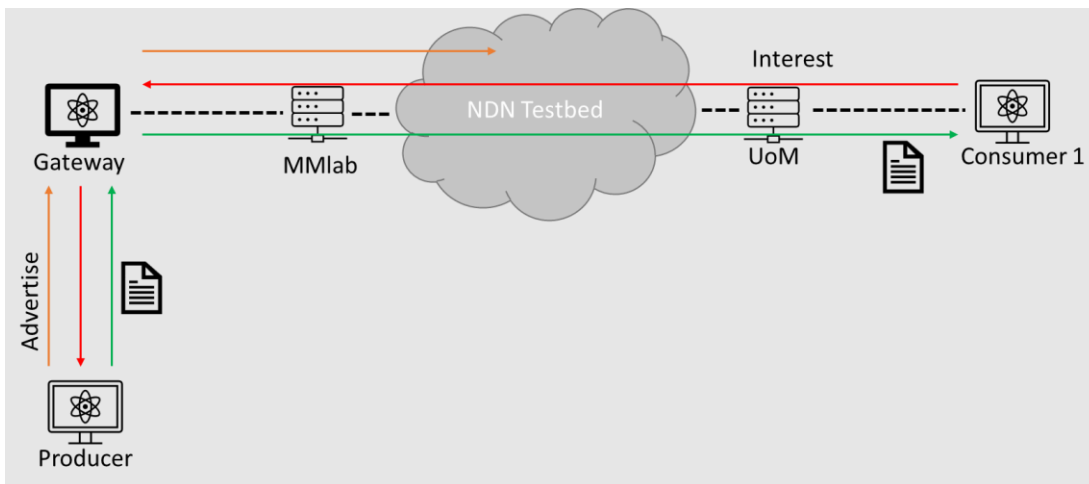 Interest
NDN Testbed
Gateway
MMlab
UoM
Consumer 1
Advertise
Producer